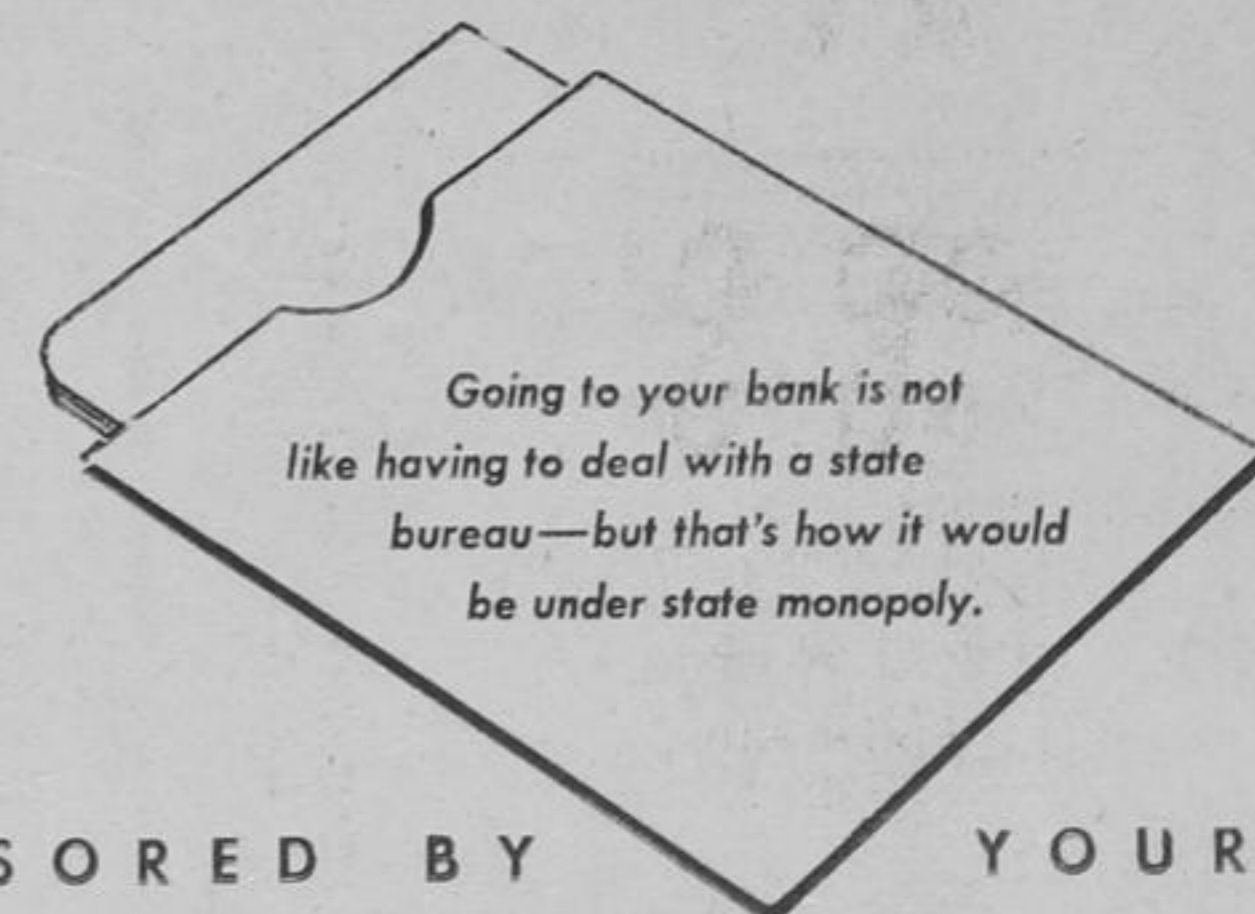 Going to your bank is not
like having to deal with a state
bureau—but that's how it would
be under state monopoly.
SORED BY YOUR